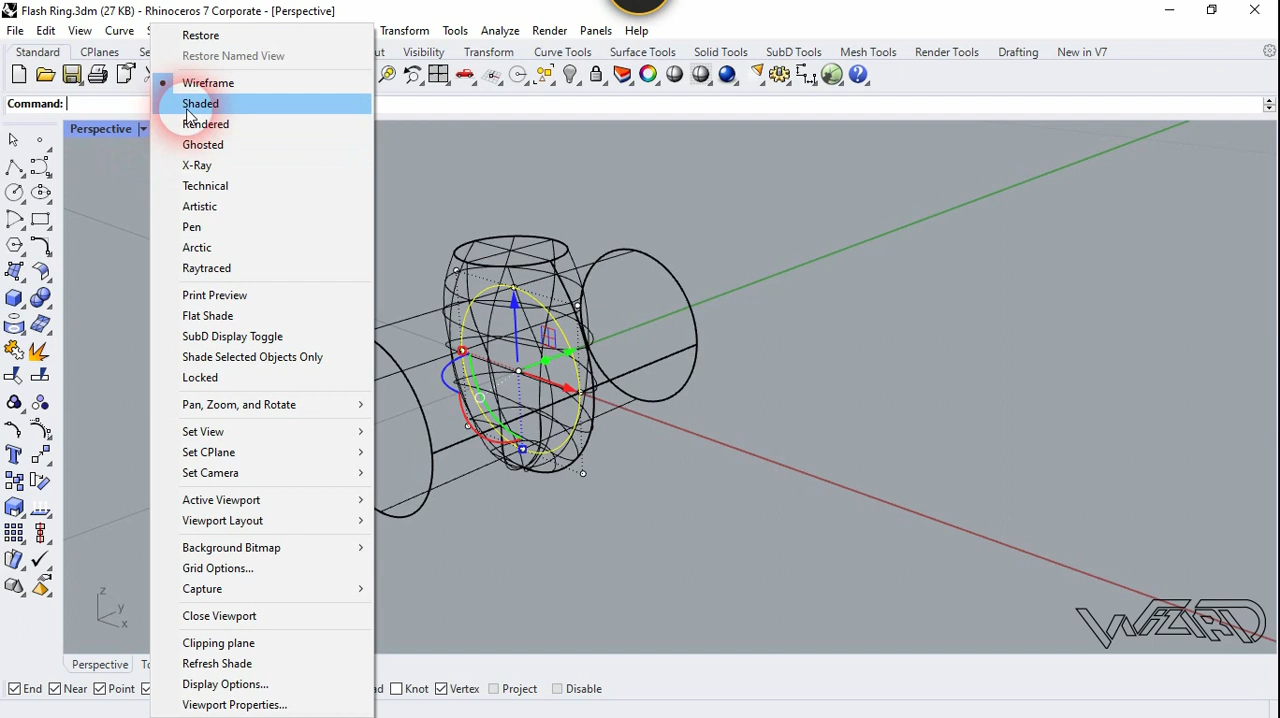 Flash Ring.3dm (27 KB) - Rhinoceros 7 Corporate - [Perspective]
File Edit View Curve S Transform Tools Analyze Render Panels Help
Standard CPlanes Se ut Visibility Transform Curve Tools Surface Tools Solid Tools SubD Tools Mesh Tools Render Tools Drafting New in V7
Command:
Perspective
Restore
Restore Named View
Wireframe
Shaded
Rendered
Ghosted
X-Ray
Technical
Artistic
Pen
Arctic
Raytraced
Print Preview
Flat Shade
SubD Display Toggle
Shade Selected Objects Only
Locked
Pan, Zoom, and Rotate
Set View
Set CPlane
Set Camera
Active Viewport
Viewport Layout
Background Bitmap
Grid Options...
Capture
Close Viewport
Clipping plane
Refresh Shade
Display Options...
Viewport Properties...
z
y
x
WIZARD
Perspective To
End Near Point ad Knot Vertex Project Disable